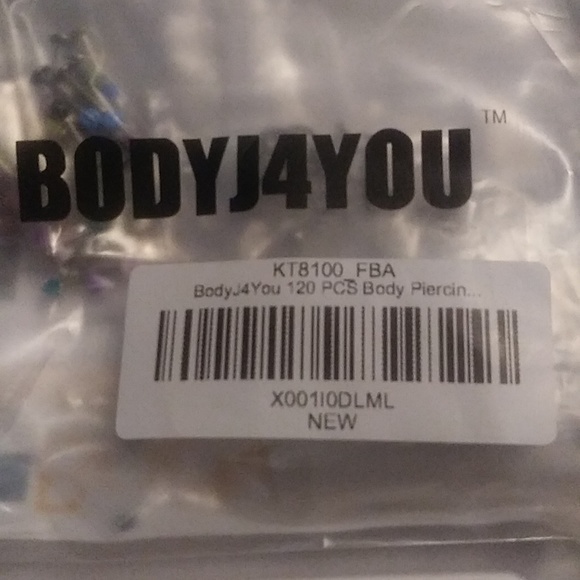 BODYJ4YOU™
KT8100_FBA
BodyJ4You 120 PCS Body Piercin...
X001I0DLML
NEW